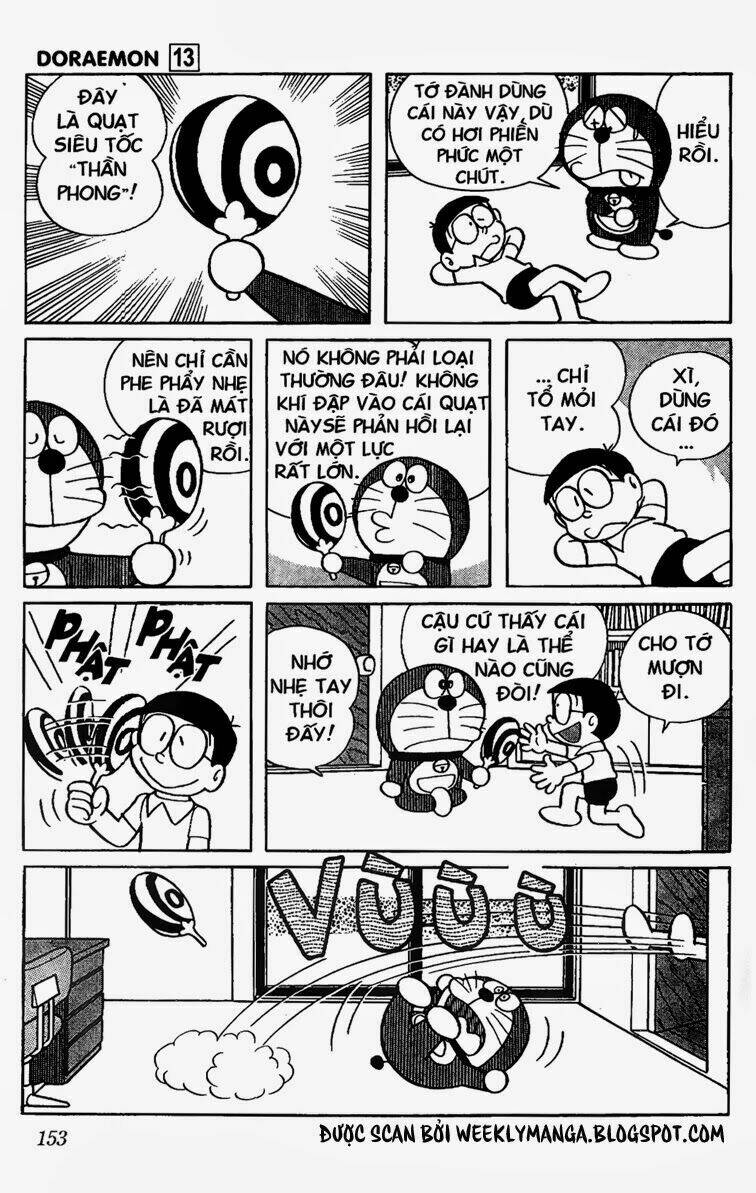 DORAEMON 13
HIỂU
RỒI.
TỚ ĐÀNH DÙNG
CÁI NÀY VẬY, DÙ
CÓ HƠI PHIỀN
PHỨC MỘT
CHÚT.
ĐÂY
LÀ QUẠT
SIÊU TỐC
"THẦN
PHONG"!
XÌ,
DÙNG
CÁI ĐÓ
...
... CHỈ
TỔ MỎI
TAY.
NÓ KHÔNG PHẢI LOẠI
THƯỜNG ĐÂU! KHÔNG
KHÍ ĐẬP VÀO CÁI QUẠT
NÀYSẼ PHẢN HỒI LẠI
VỚI MỘT LỰC
RẤT LỚN.
NÊN CHỈ CẦN
PHE PHẨY NHẸ
LÀ ĐÃ MÁT
RƯỢI
RỒI.
CHO TỚ
MƯỢN
ĐI.
CẬU CỨ THẤY CÁI
GÌ HAY LÀ THỂ
NÀO CŨNG
ĐÒI!
NHỚ
NHẸ TAY
THÔI
ĐẤY!
PHẬT
PHẬT
VÙÙÙ
153
ĐƯỢC SCAN BỞI WEEKLYMANGA.BLOGSPOT.COM